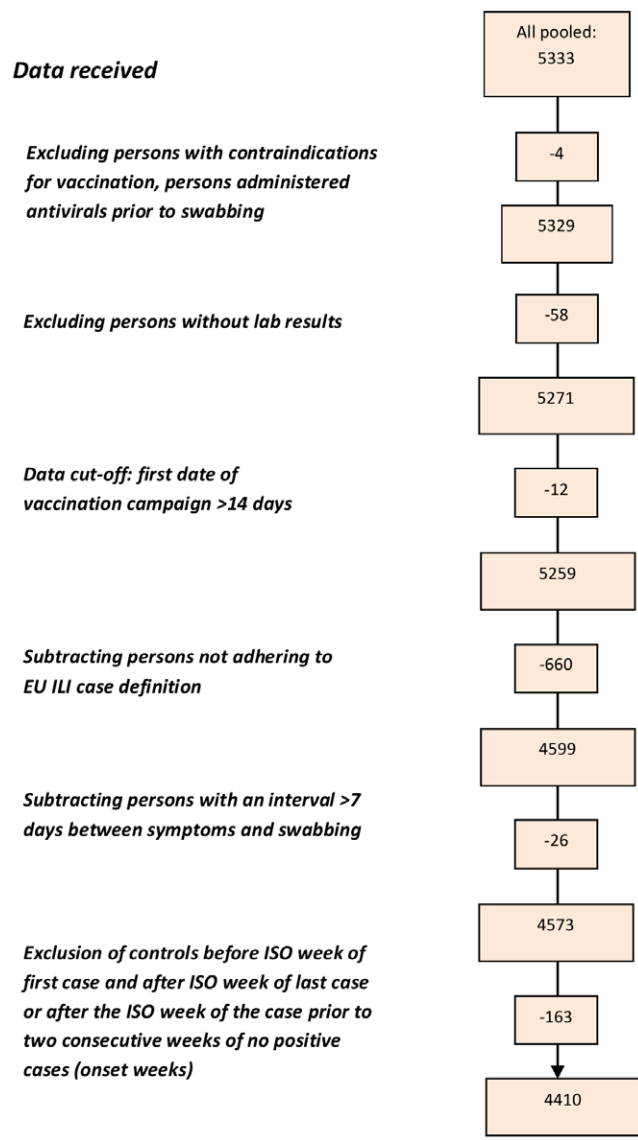 All pooled:
5333
Data received
Excluding persons with contraindications
for vaccination, persons administered
antivirals prior to swabbing
-4
5329
Excluding persons without lab results
-58
5271
Data cut-off: first date of
vaccination campaign >14 days
-12
5259
Subtracting persons not adhering to
EU ILI case definition
-660
4599
Subtracting persons with an interval >7
days between symptoms and swabbing
-26
4573
Exclusion of controls before ISO week of
first case and after ISO week of last case
or after the ISO week of the case prior to
two consecutive weeks of no positive
cases (onset weeks)
-163
4410